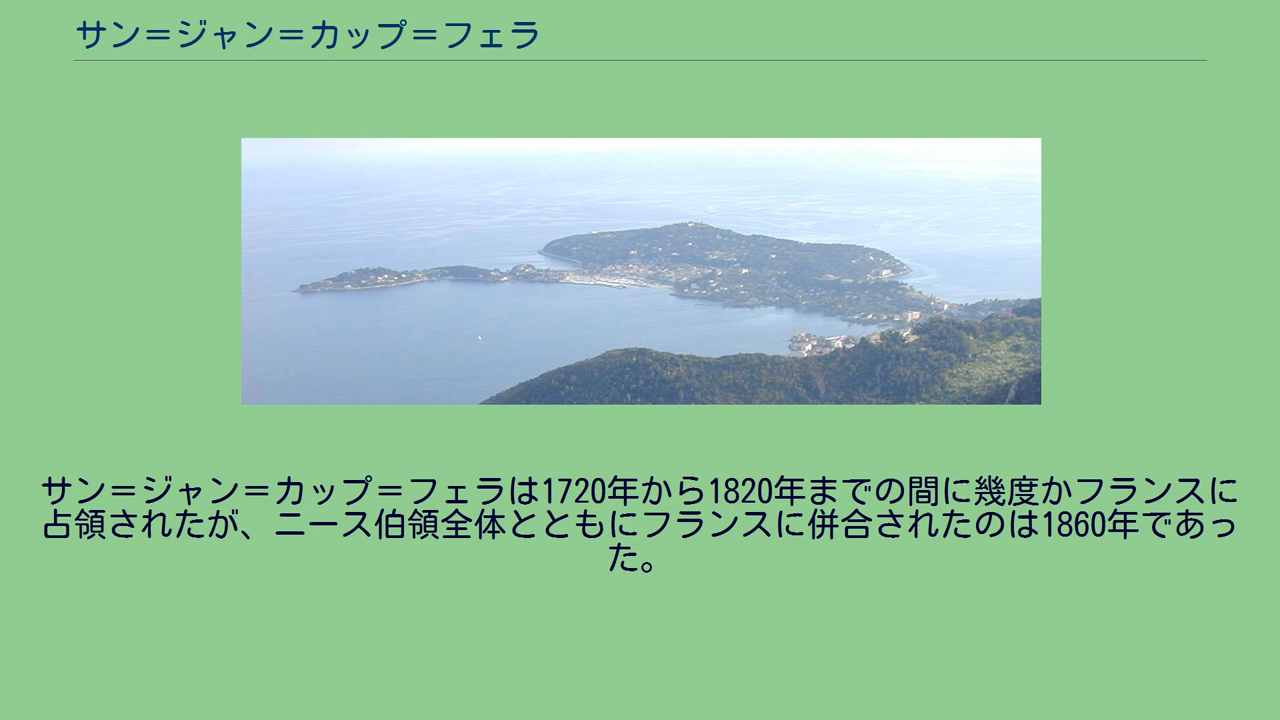 サン＝ジャン＝カップ＝フェラ
サン＝ジャン＝カップ＝フェラは1720年から1820年までの間に幾度かフランスに
占領されたが、ニース伯領全体とともにフランスに併合されたのは1860年であっ
た。